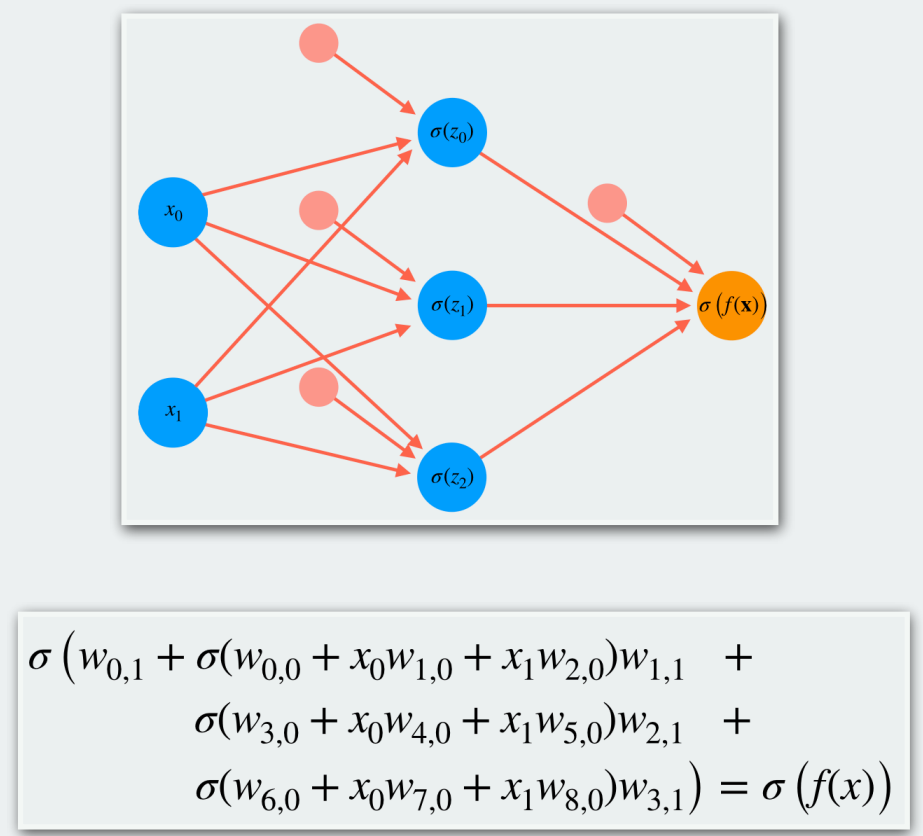 σ(z₀)
x₀
σ(z₁)
σ(f(𝐱))
x₁
σ(z₂)
σ(w₀,₁ + σ(w₀,₀ + x₀w₁,₀ + x₁w₂,₀)w₁,₁ +
σ(w₃,₀ + x₀w₄,₀ + x₁w₅,₀)w₂,₁ +
σ(w₆,₀ + x₀w₇,₀ + x₁w₈,₀)w₃,₁) = σ(f(x))